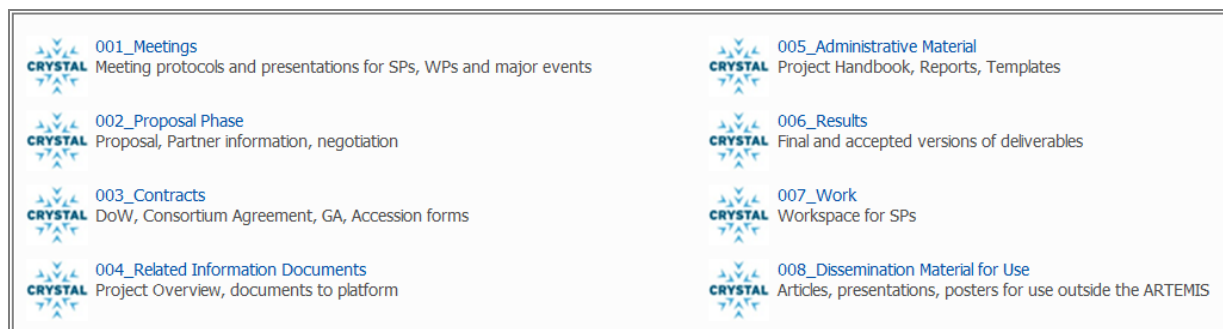 001_Meetings
CRYSTAL Meeting protocols and presentations for SPs, WPs and major events
002_Proposal Phase
CRYSTAL Proposal, Partner information, negotiation
003_Contracts
CRYSTAL DoW, Consortium Agreement, GA, Accession forms
004_Related Information Documents
CRYSTAL Project Overview, documents to platform
005_Administrative Material
CRYSTAL Project Handbook, Reports, Templates
006_Results
CRYSTAL Final and accepted versions of deliverables
007_Work
CRYSTAL Workspace for SPs
008_Dissemination Material for Use
CRYSTAL Articles, presentations, posters for use outside the ARTEMIS